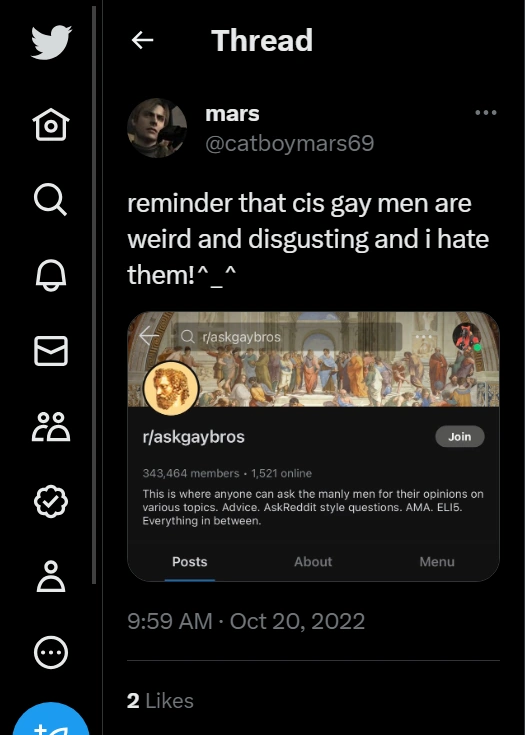 Thread
mars
@catboymars69
reminder that cis gay men are
weird and disgusting and i hate
them!^_^
r/askgaybros
r/askgaybros
Join
343,464 members • 1,521 online
This is where anyone can ask the manly men for their opinions on
various topics. Advice. AskReddit style questions. AMA. ELI5.
Everything in between.
Posts
About
Menu
9:59 AM · Oct 20, 2022
2 Likes